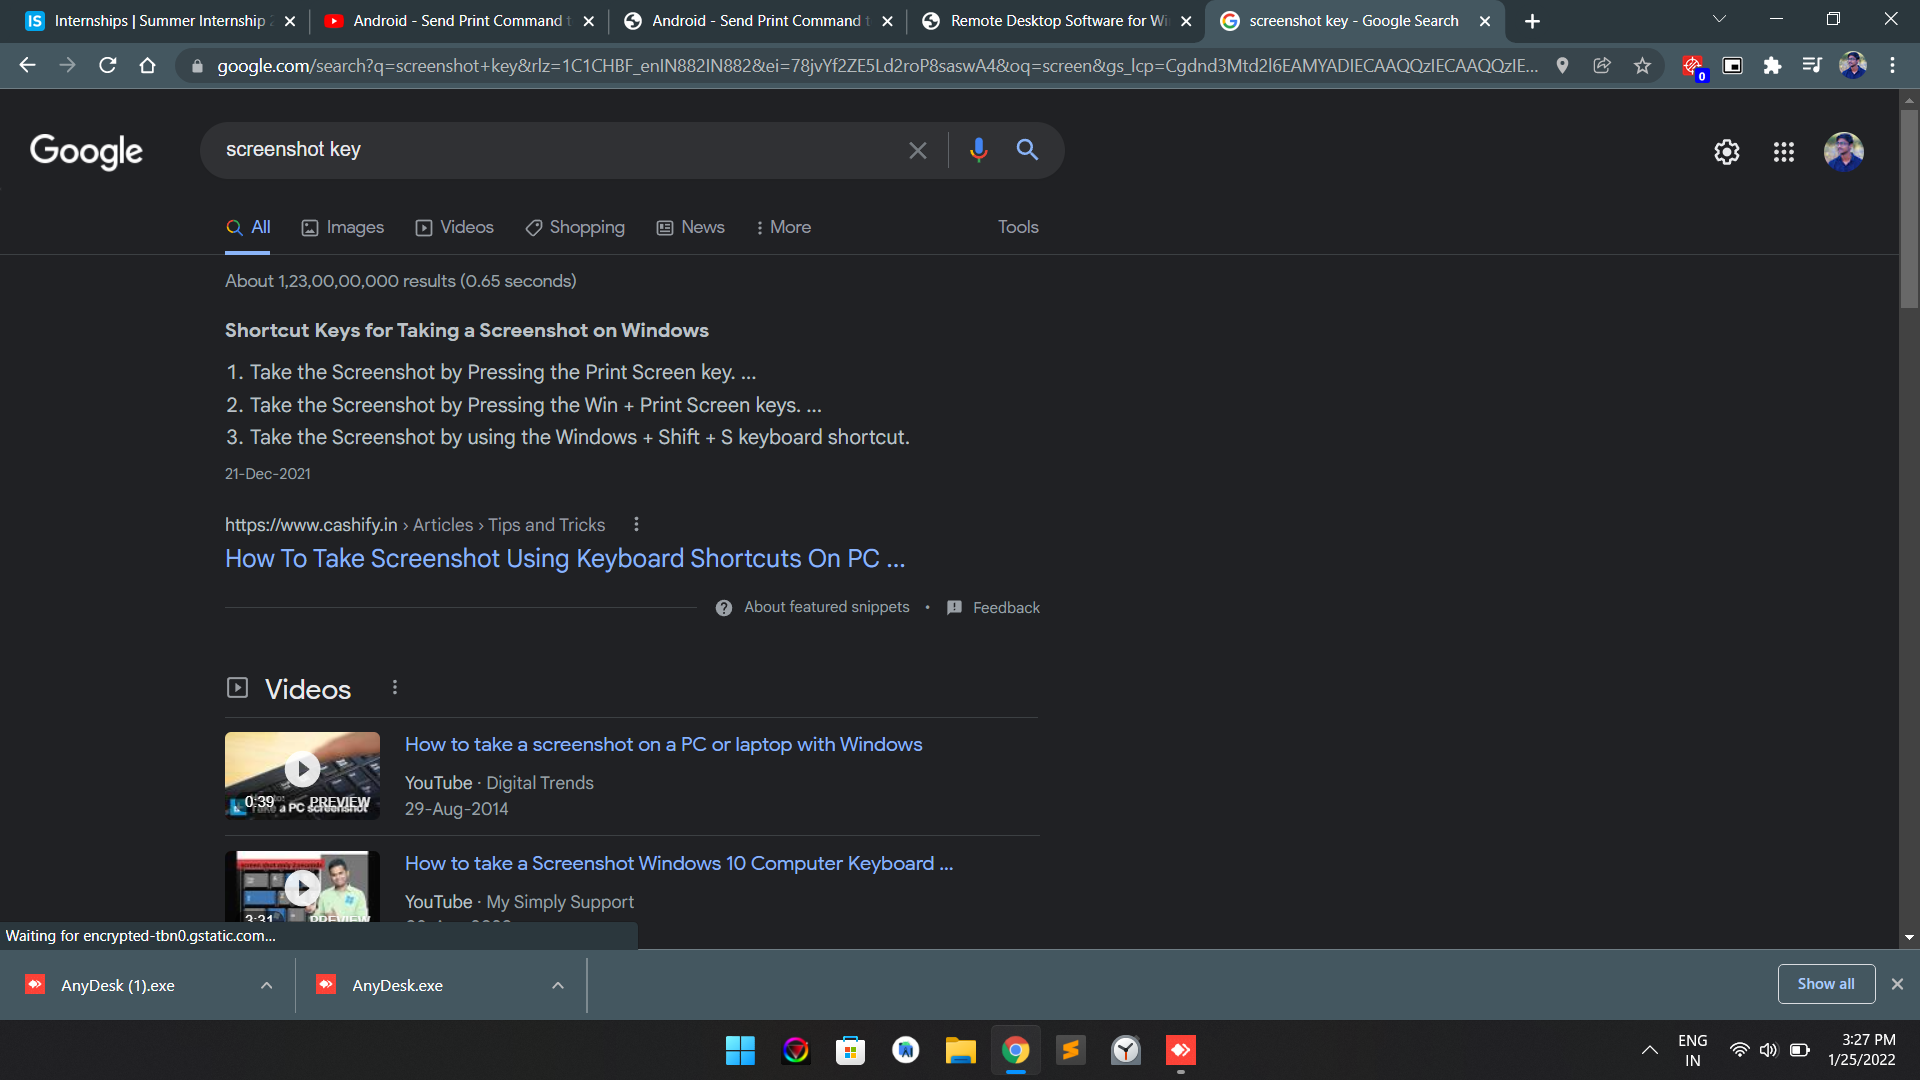 Internships | Summer Internship
Android - Send Print Command
Android - Send Print Command
Remote Desktop Software for Wi
screenshot key - Google Search
google.com/search?q=screenshot+key&rlz=1C1CHBF_enIN882IN882&ei=78jvYf2ZE5Ld2roP8saswA4&oq=screen&gs_lcp=Cgdnd3Mtd2l6EAMYADIECAAQQzIECAAQQzIE...
0
Google
screenshot key
All
Images
Videos
Shopping
News
More
Tools
About 1,23,00,00,000 results (0.65 seconds)
Shortcut Keys for Taking a Screenshot on Windows
1. Take the Screenshot by Pressing the Print Screen key. ...
2. Take the Screenshot by Pressing the Win + Print Screen keys. ...
3. Take the Screenshot by using the Windows + Shift + S keyboard shortcut.
21-Dec-2021
https://www.cashify.in › Articles › Tips and Tricks
How To Take Screenshot Using Keyboard Shortcuts On PC ...
About featured snippets • Feedback
Videos
How to take a screenshot on a PC or laptop with Windows
YouTube · Digital Trends
29-Aug-2014
0:39 PREVIEW
a PC screenshot
How to take a Screenshot Windows 10 Computer Keyboard ...
YouTube · My Simply Support
3:31 PREVIEW
Waiting for encrypted-tbn0.gstatic.com...
AnyDesk (1).exe
AnyDesk.exe
Show all
ENG
IN
3:27 PM
1/25/2022